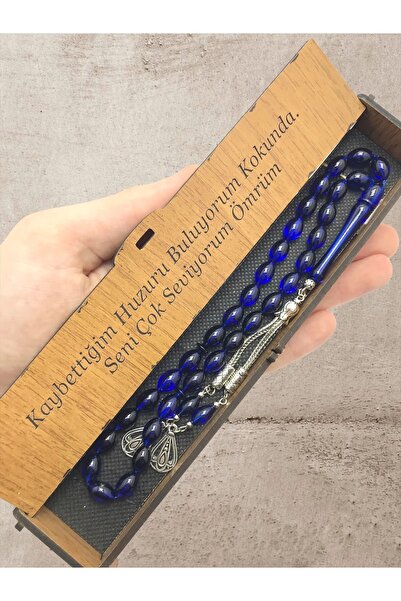 Kaybettiğim Huzuru Buluyorum Kokunda.
Seni Çok Seviyorum Ömrüm